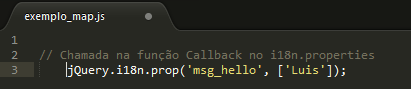 exemplo_map.js
1
2 // Chamada na função Callback no i18n.properties
3 jQuery.i18n.prop('msg_hello', ['Luis']);